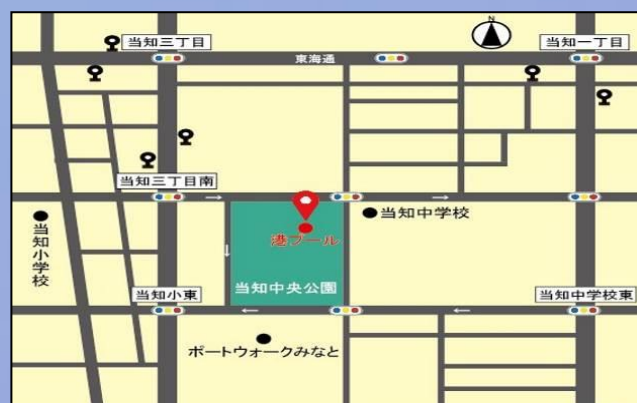 N
当知三丁目
当知一丁目
東海通
当知三丁目南
当知中学校
当知小学校
港プール
当知中央公園
当知小東
当知中学校東
ポートウォークみなと